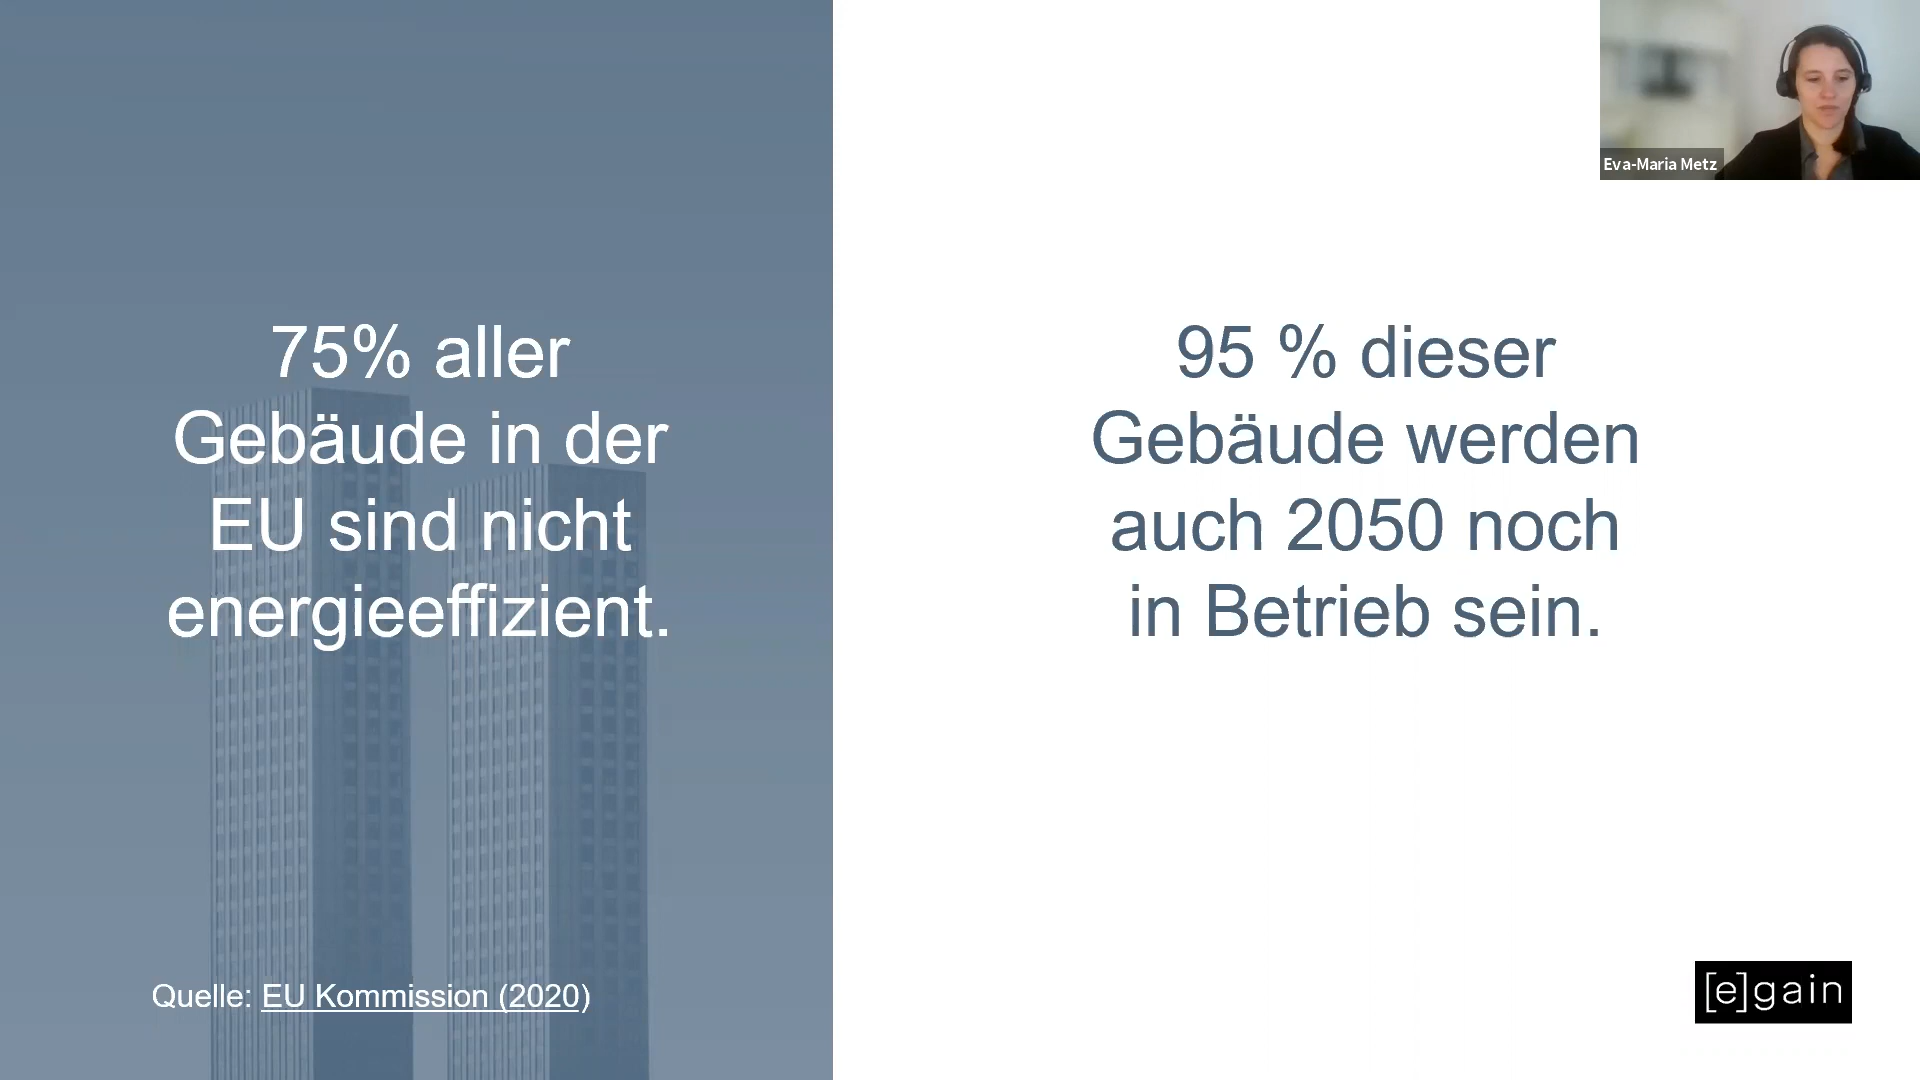 75% aller
Gebäude in der
EU sind nicht
energieeffizient.
Quelle: EU Kommission (2020)
95 % dieser
Gebäude werden
auch 2050 noch
in Betrieb sein.
Eva-Maria Metz
[e]gain